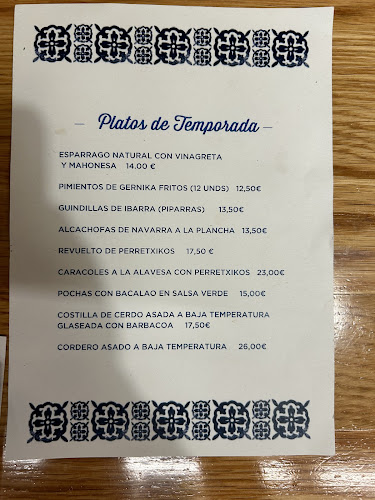 – Platos de Temporada –
ESPARRAGO NATURAL CON VINAGRETA
Y MAHONESA 14.00 €
PIMIENTOS DE GERNIKA FRITOS (12 UNDS) 12,50€
GUINDILLAS DE IBARRA (PIPARRAS) 13,50€
ALCACHOFAS DE NAVARRA A LA PLANCHA 13,50€
REVUELTO DE PERRETXIKOS 17,50 €
CARACOLES A LA ALAVESA CON PERRETXIKOS 23,00€
POCHAS CON BACALAO EN SALSA VERDE 15,00€
COSTILLA DE CERDO ASADA A BAJA TEMPERATURA
GLASEADA CON BARBACOA 17,50€
CORDERO ASADO A BAJA TEMPERATURA 26,00€